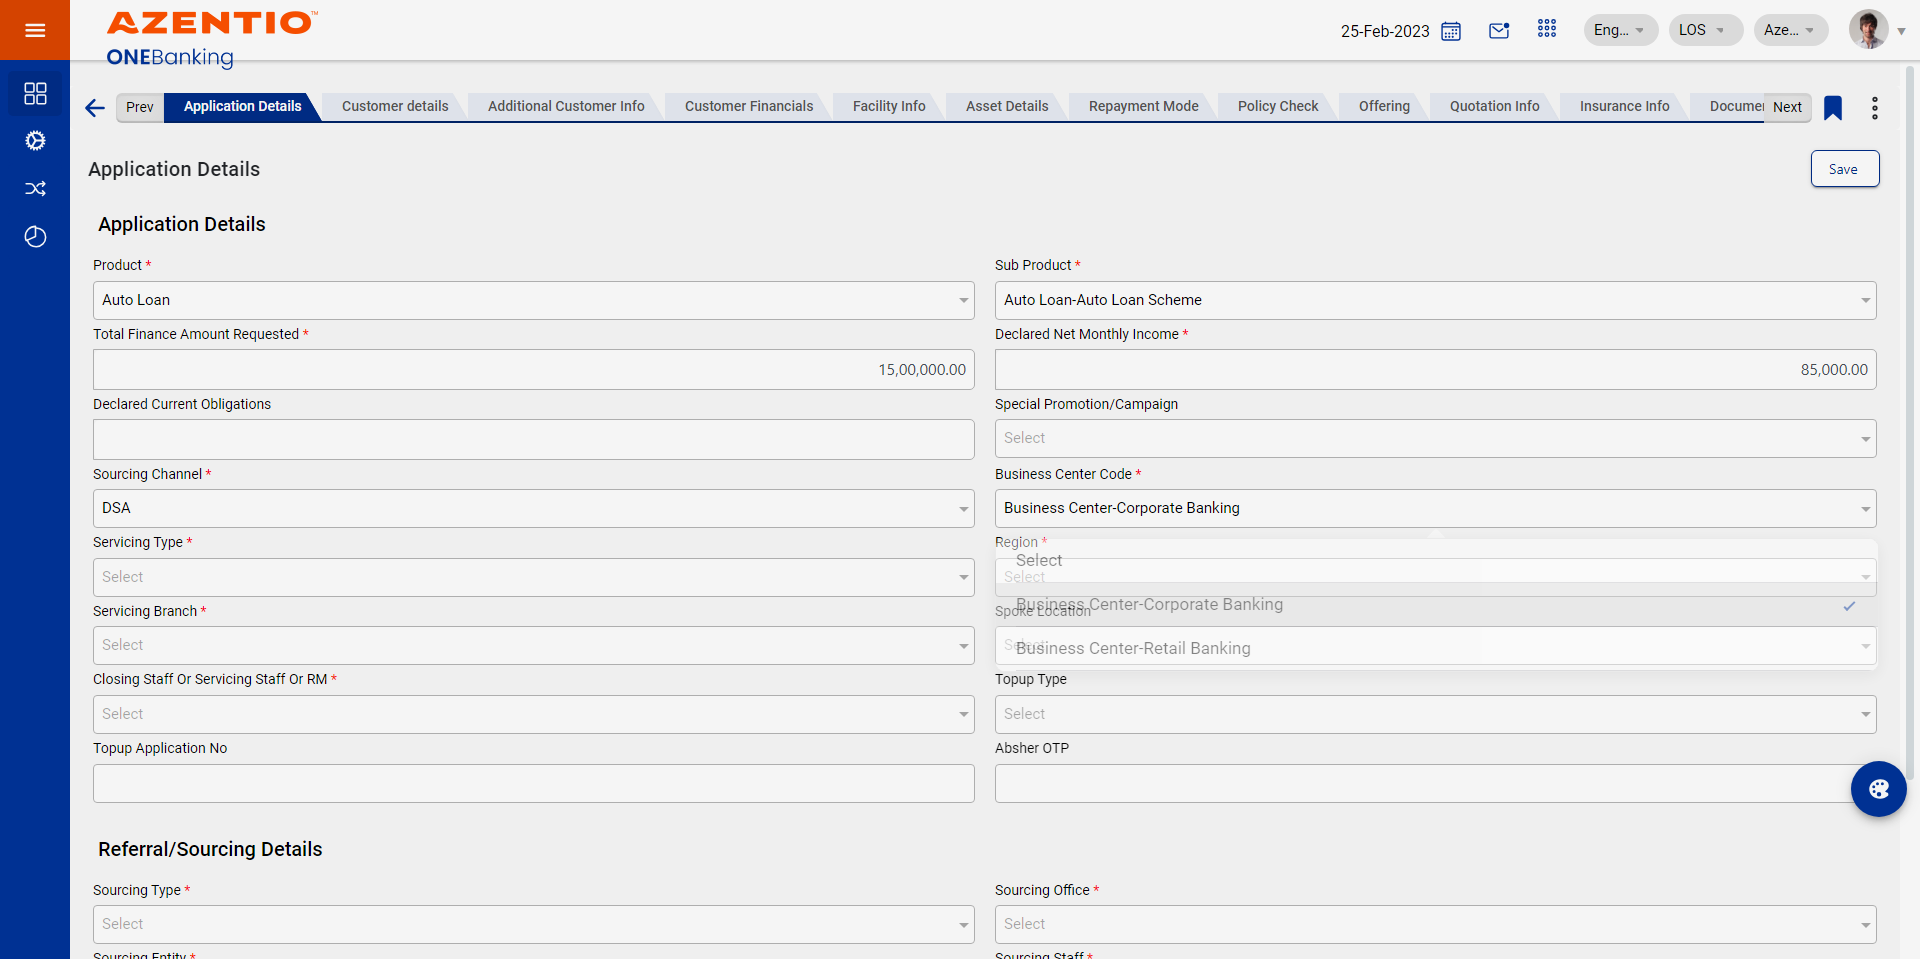 AZENTIO™
ONEBanking
25-Feb-2023
Eng...
LOS
Aze...
Prev
Application Details
Customer details
Additional Customer Info
Customer Financials
Facility Info
Asset Details
Repayment Mode
Policy Check
Offering
Quotation Info
Insurance Info
Documen
Next
Application Details
Save
Application Details
Product *
Sub Product *
Auto Loan
Auto Loan-Auto Loan Scheme
Total Finance Amount Requested *
Declared Net Monthly Income *
15,00,000.00
85,000.00
Declared Current Obligations
Special Promotion/Campaign
Select
Sourcing Channel *
Business Center Code *
DSA
Business Center-Corporate Banking
Servicing Type *
Region *
Select
Select
Select
Business Center-Corporate Banking
Servicing Branch *
Spoke Location
Select
Select
Business Center-Retail Banking
Closing Staff Or Servicing Staff Or RM *
Topup Type
Select
Select
Topup Application No
Absher OTP
Referral/Sourcing Details
Sourcing Type *
Sourcing Office *
Select
Select
Sourcing Entity *
Sourcing Staff *